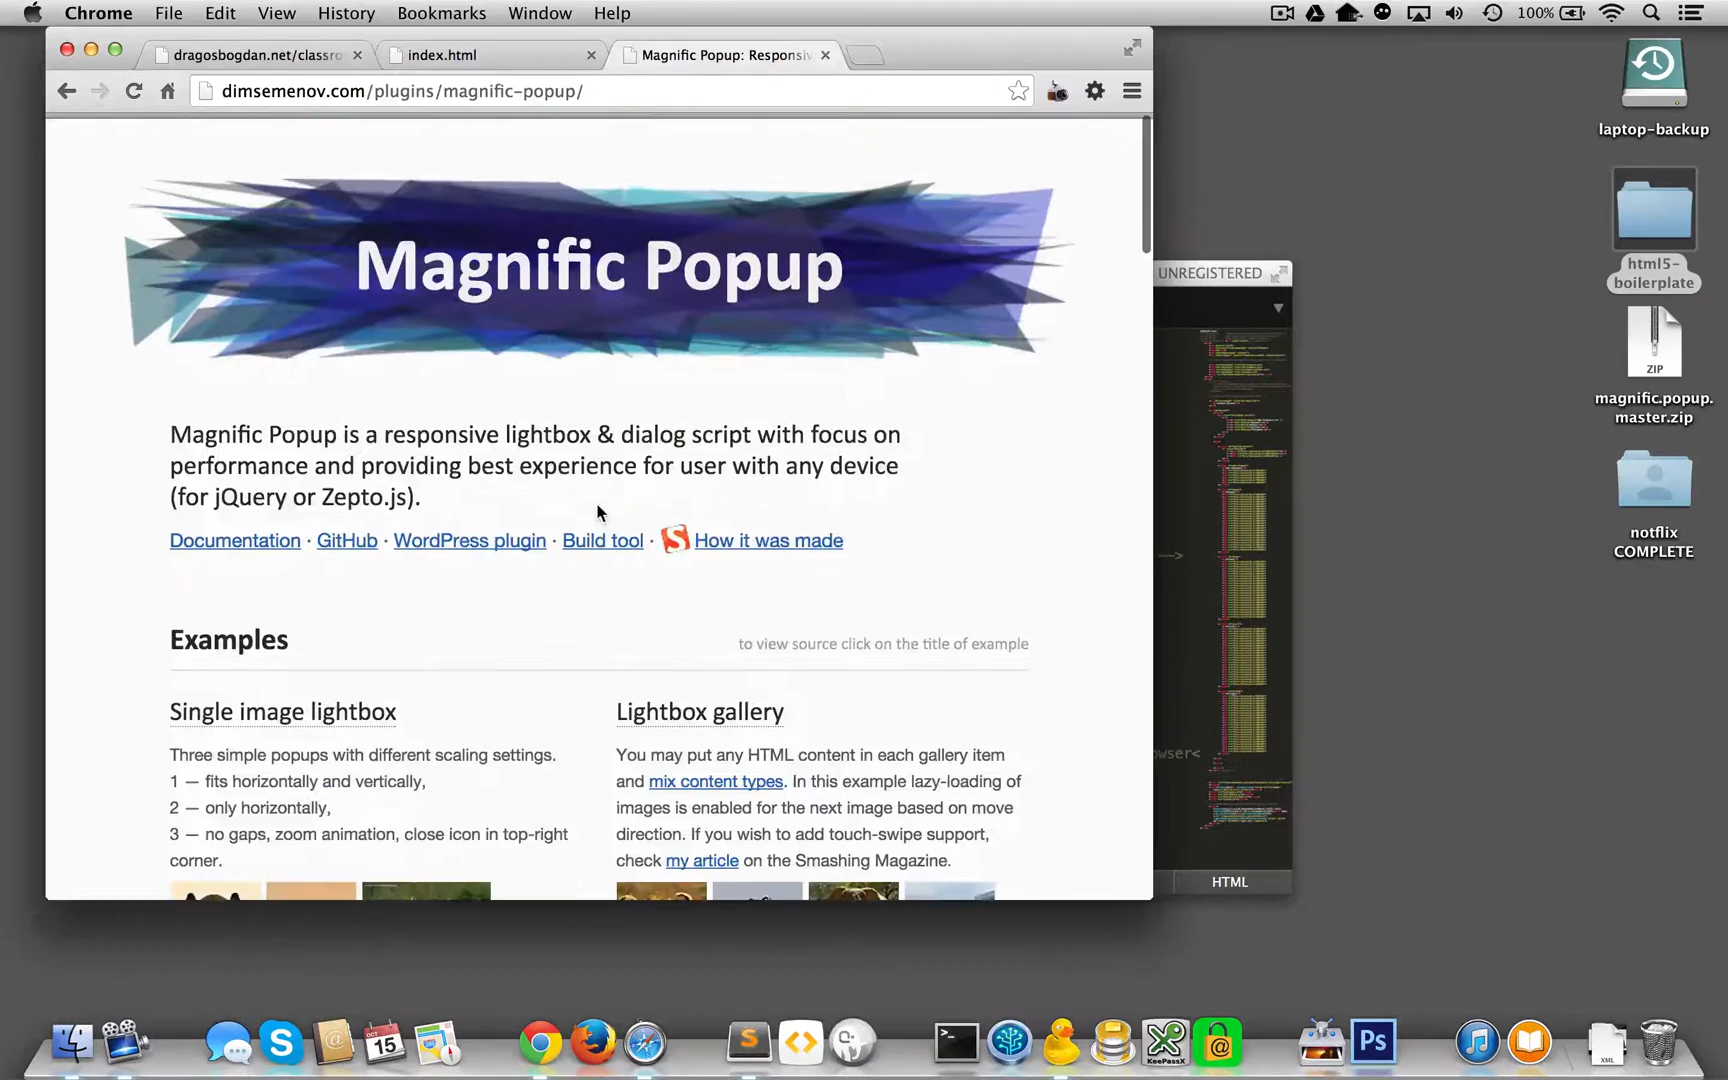 Chrome File Edit View History Bookmarks Window Help 100%
dragosbogdan.net/classro index.html Magnific Popup: Responsiv
dimsemenov.com/plugins/magnific-popup/
Magnific Popup
Magnific Popup is a responsive lightbox & dialog script with focus on
performance and providing best experience for user with any device
(for jQuery or Zepto.js).
Documentation · GitHub · WordPress plugin · Build tool · S How it was made
Examples to view source click on the title of example
Single image lightbox
Three simple popups with different scaling settings.
1 — fits horizontally and vertically,
2 — only horizontally,
3 — no gaps, zoom animation, close icon in top-right
corner.
Lightbox gallery
You may put any HTML content in each gallery item
and mix content types. In this example lazy-loading of
images is enabled for the next image based on move
direction. If you wish to add touch-swipe support,
check my article on the Smashing Magazine.
UNREGISTERED
-->
owser<
HTML
laptop-backup
html5-
boilerplate
ZIP
magnific.popup.
master.zip
notflix
COMPLETE
OCT
15
KeePassX
Ps
XML